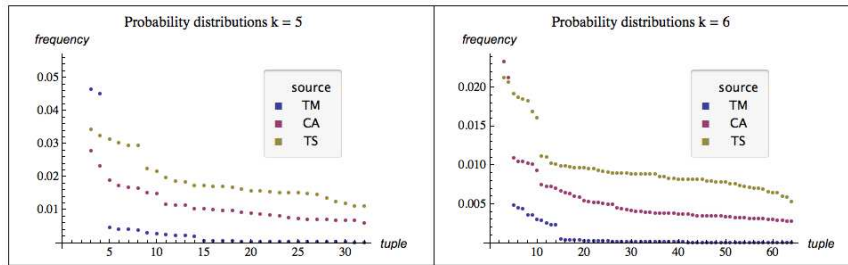 Probability distributions k = 5
frequency
0.05
0.04
0.03
0.02
0.01
5
10
15
20
25
30
tuple
source
TM
CA
TS
Probability distributions k = 6
frequency
0.020
0.015
0.010
0.005
10
20
30
40
50
60
tuple
source
TM
CA
TS